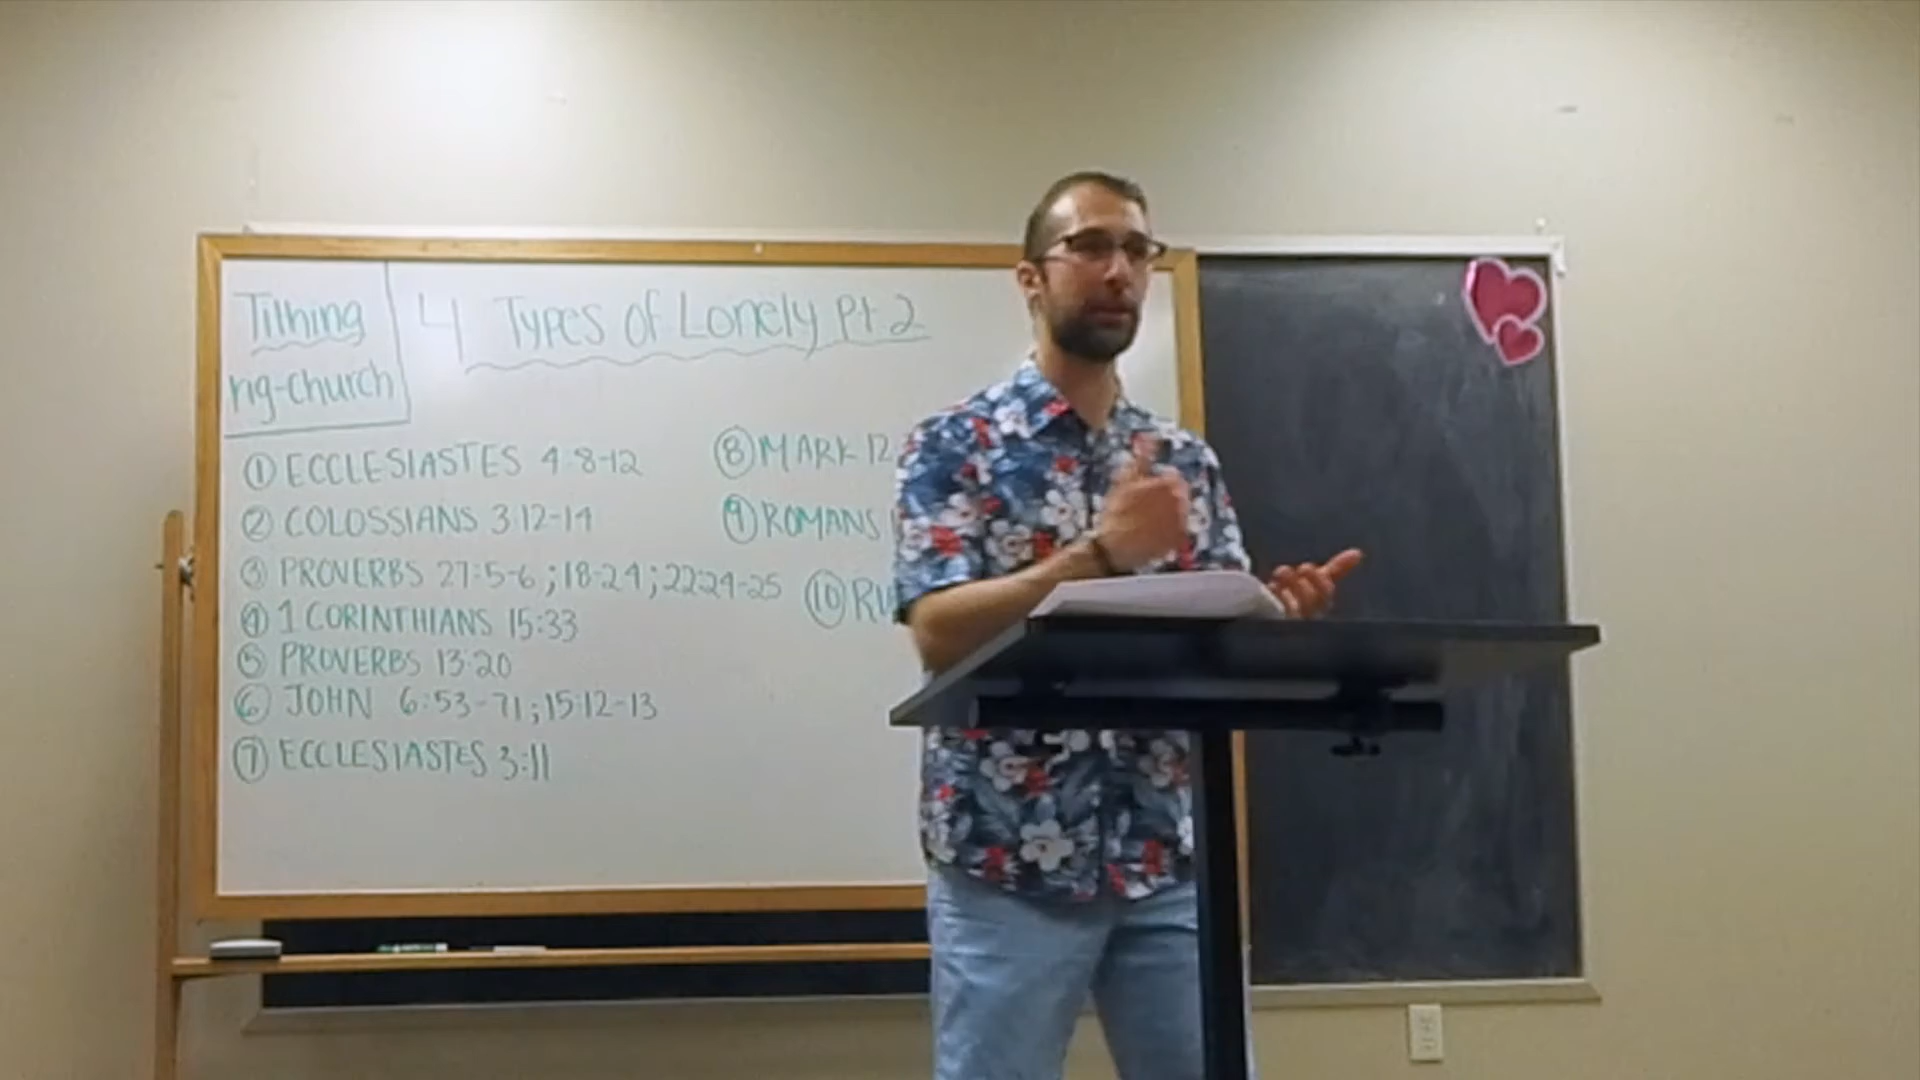 Tithing
ng-church
4 Types of Lonely Pt 2
① ECCLESIASTES 4:8-12
② COLOSSIANS 3:12-14
③ PROVERBS 27:5-6 ; 18-24 ; 22:24-25
④ 1 CORINTHIANS 15:33
⑤ PROVERBS 13:20
⑥ JOHN 6:53-71 ; 15:12-13
⑦ ECCLESIASTES 3:11
⑧ MARK 12
⑨ ROMANS
⑩